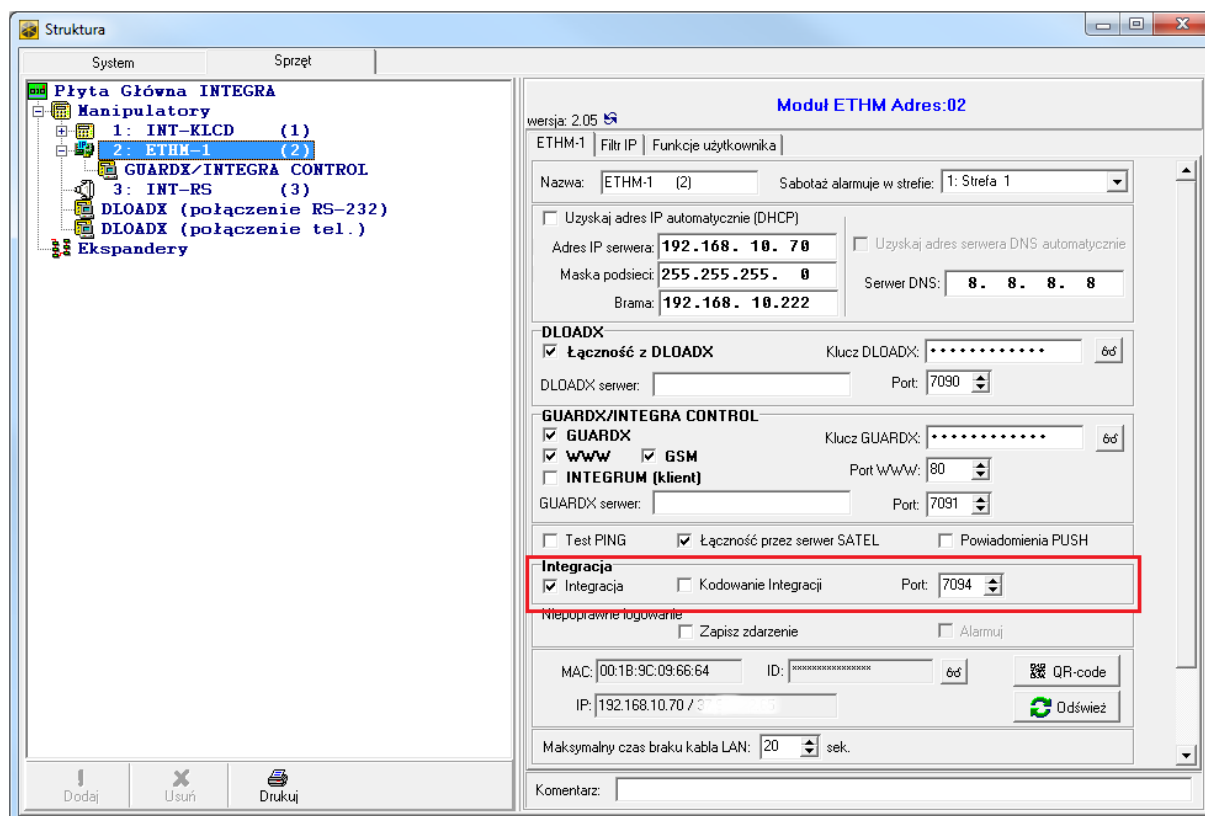 Struktura
System Sprzęt
Płyta Główna INTEGRA
Manipulatory
1: INT-KLCD (1)
2: ETHM-1 (2)
GUARDX/INTEGRA CONTROL
3: INT-RS (3)
DLOADX (połączenie RS-232)
DLOADX (połączenie tel.)
Ekspandery
Dodaj Usuń Drukuj
Moduł ETHM Adres:02
wersja: 2.05
ETHM-1 Filtr IP Funkcje użytkownika
Nazwa: ETHM-1 (2) Sabotaż alarmuje w strefie: 1: Strefa 1
Uzyskaj adres IP automatycznie (DHCP)
Adres IP serwera: 192.168. 10. 70 Uzyskaj adres serwera DNS automatycznie
Maska podsieci: 255.255.255. 0 Serwer DNS: 8. 8. 8. 8
Brama: 192.168. 10.222
DLOADX
Łączność z DLOADX Klucz DLOADX: ••••••••••••
DLOADX serwer: Port: 7090
GUARDX/INTEGRA CONTROL
GUARDX Klucz GUARDX: ••••••••••••
WWW GSM Port WWW: 80
INTEGRUM (klient)
GUARDX serwer: Port: 7091
Test PING Łączność przez serwer SATEL Powiadomienia PUSH
Integracja
Integracja Kodowanie Integracji Port: 7094
Niepoprawne logowanie
Zapisz zdarzenie Alarmuj
MAC: 00:1B:9C:09:66:64 ID: **************** QR-code
IP: 192.168.10.70 / Odśwież
Maksymalny czas braku kabla LAN: 20 sek.
Komentarz: